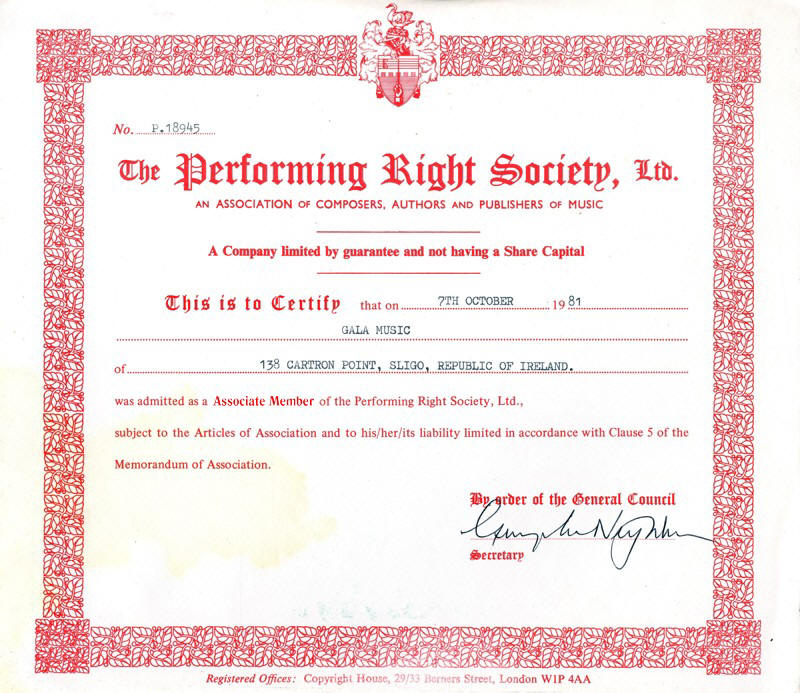 No. P.18945
The Performing Right Society, Ltd.
AN ASSOCIATION OF COMPOSERS, AUTHORS AND PUBLISHERS OF MUSIC
A Company limited by guarantee and not having a Share Capital
This is to Certify that on 7TH OCTOBER 1981
GALA MUSIC
of 138 CARTRON POINT, SLIGO, REPUBLIC OF IRELAND.
was admitted as a Associate Member of the Performing Right Society, Ltd.,
subject to the Articles of Association and to his/her/its liability limited in accordance with Clause 5 of the
Memorandum of Association.
By order of the General Council
Secretary
Registered Offices: Copyright House, 29/33 Berners Street, London W1P 4AA